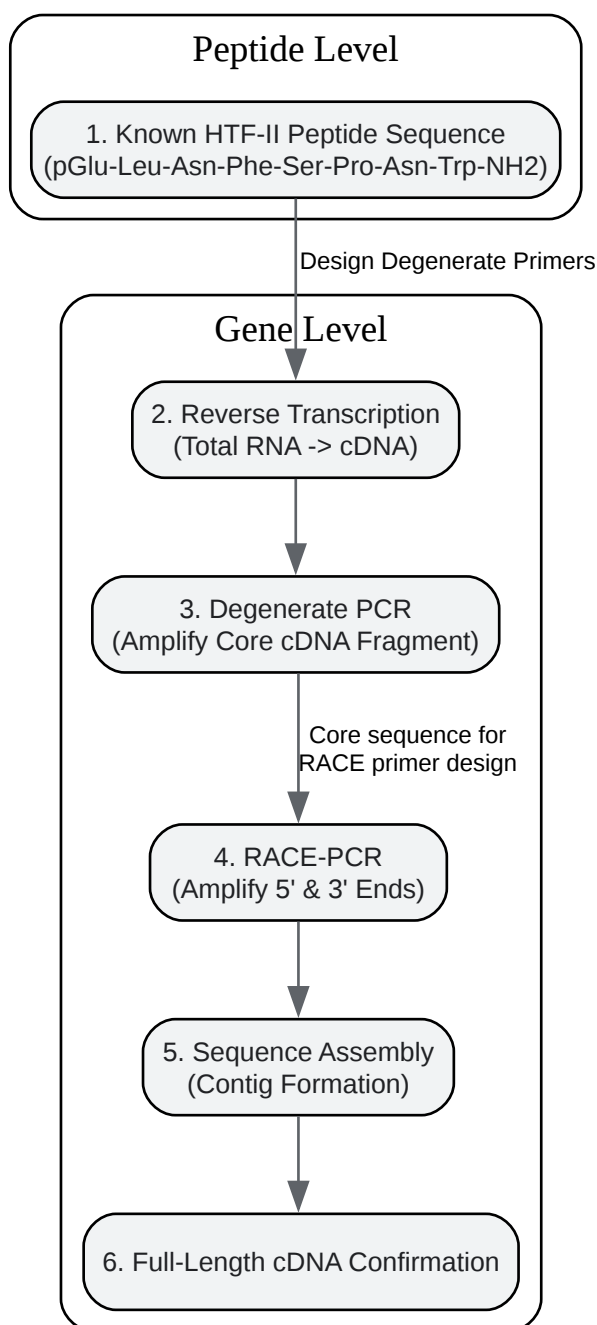 Peptide Level
1. Known HTF-II Peptide Sequence
(pGlu-Leu-Asn-Phe-Ser-Pro-Asn-Trp-NH2)
Design Degenerate Primers
Gene Level
2. Reverse Transcription
(Total RNA -> cDNA)
3. Degenerate PCR
(Amplify Core cDNA Fragment)
Core sequence for
RACE primer design
4. RACE-PCR
(Amplify 5' & 3' Ends)
5. Sequence Assembly
(Contig Formation)
6. Full-Length cDNA Confirmation